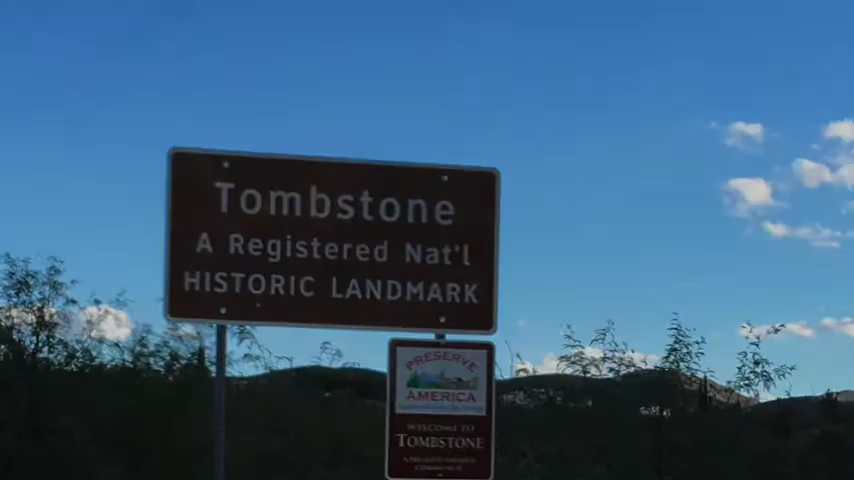 Tombstone
A Registered Nat'l
HISTORIC LANDMARK
PRESERVE
AMERICA
WELCOME TO
TOMBSTONE